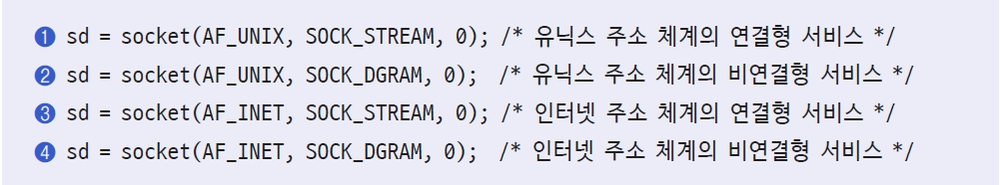 ❶ sd = socket(AF_UNIX, SOCK_STREAM, 0); /* 유닉스 주소 체계의 연결형 서비스 */
❷ sd = socket(AF_UNIX, SOCK_DGRAM, 0);  /* 유닉스 주소 체계의 비연결형 서비스 */
❸ sd = socket(AF_INET, SOCK_STREAM, 0); /* 인터넷 주소 체계의 연결형 서비스 */
❹ sd = socket(AF_INET, SOCK_DGRAM, 0);  /* 인터넷 주소 체계의 비연결형 서비스 */